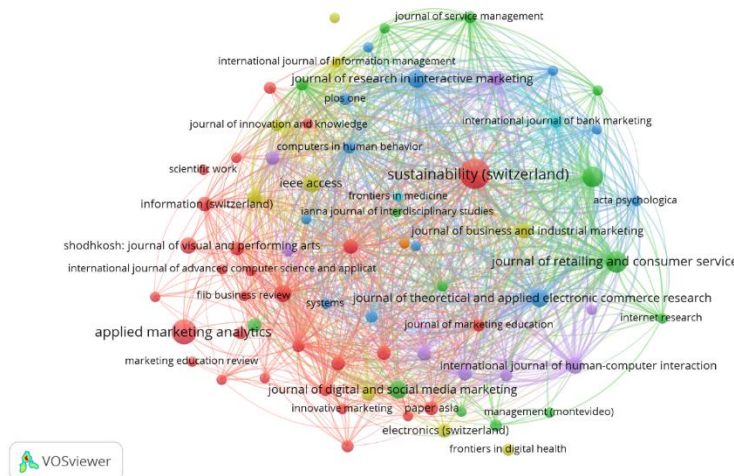 journal of service management
international journal of information management
journal of research in interactive marketing
plos one
international journal of bank marketing
journal of innovation and knowledge
computers in human behavior
scientific work
sustainability (switzerland)
ieee access
frontiers in medicine
acta psychologica
information (switzerland)
ianna journal of interdisciplinary studies
journal of business and industrial marketing
shodhkosh: journal of visual and performing arts
journal of retailing and consumer service
international journal of advanced computer science and applicat
fiib business review
systems
journal of theoretical and applied electronic commerce research
internet research
applied marketing analytics
journal of marketing education
marketing education review
international journal of human-computer interaction
journal of digital and social media marketing
innovative marketing
paper asia
management (montevideo)
electronics (switzerland)
frontiers in digital health
VOSviewer